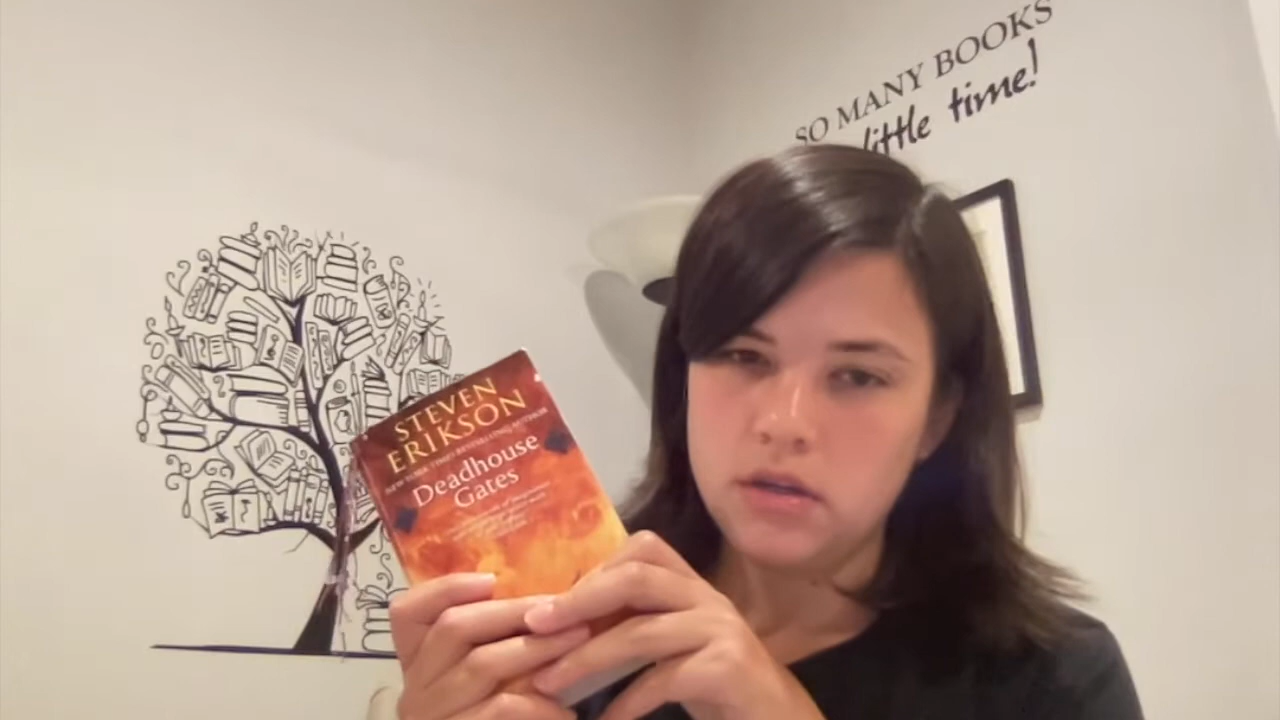 SO MANY BOOKS
little time!
STEVEN
ERIKSON
NEW YORK TIMES BESTSELLING AUTHOR
Deadhouse
Gates